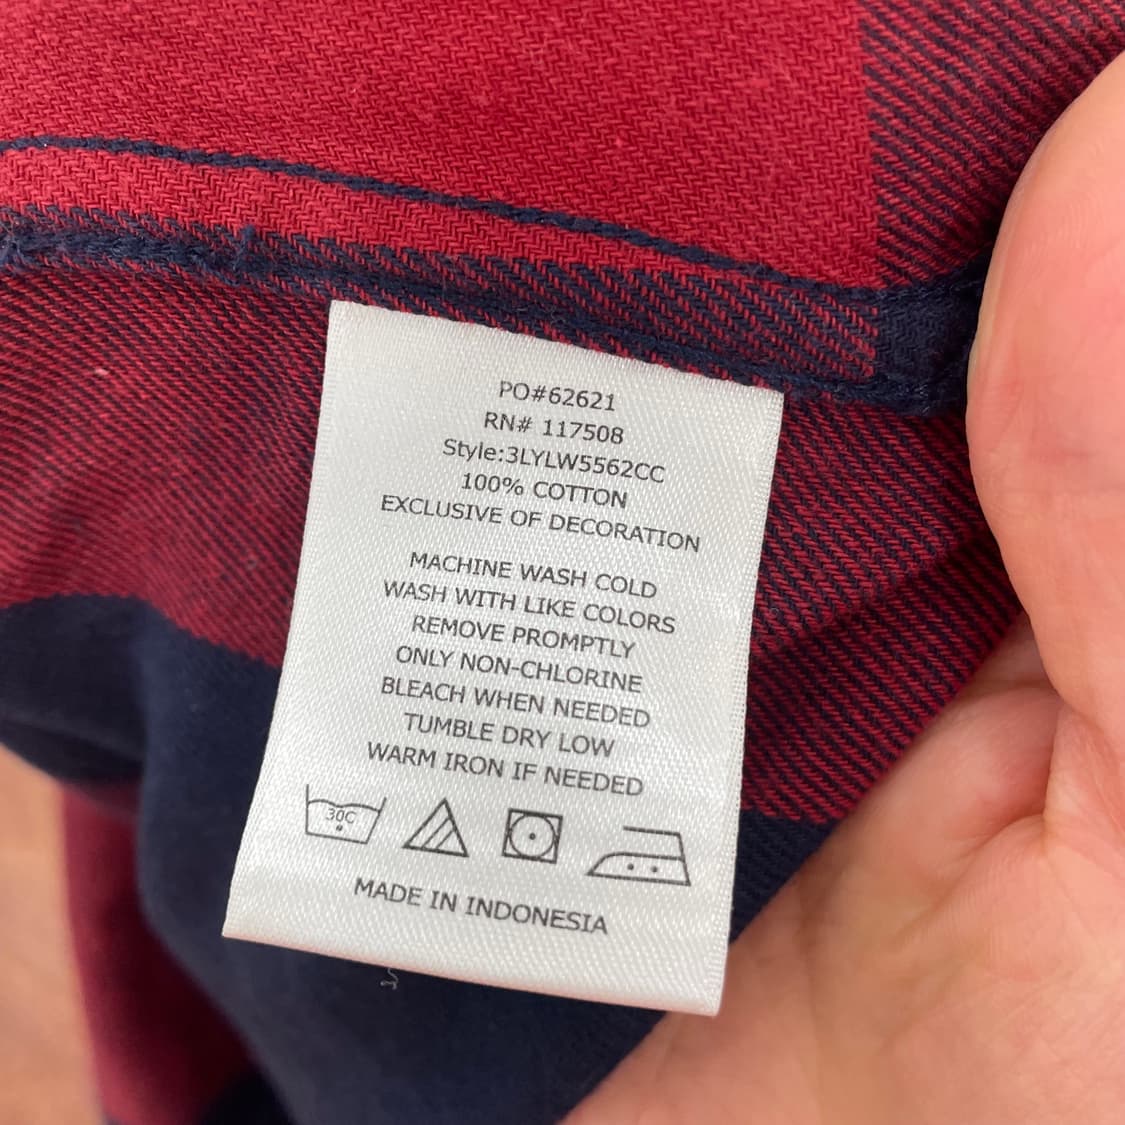 PO#62621
RN# 117508
Style:3LYLW5562CC
100% COTTON
EXCLUSIVE OF DECORATION
MACHINE WASH COLD
WASH WITH LIKE COLORS
REMOVE PROMPTLY
ONLY NON-CHLORINE
BLEACH WHEN NEEDED
TUMBLE DRY LOW
WARM IRON IF NEEDED
30C
MADE IN INDONESIA